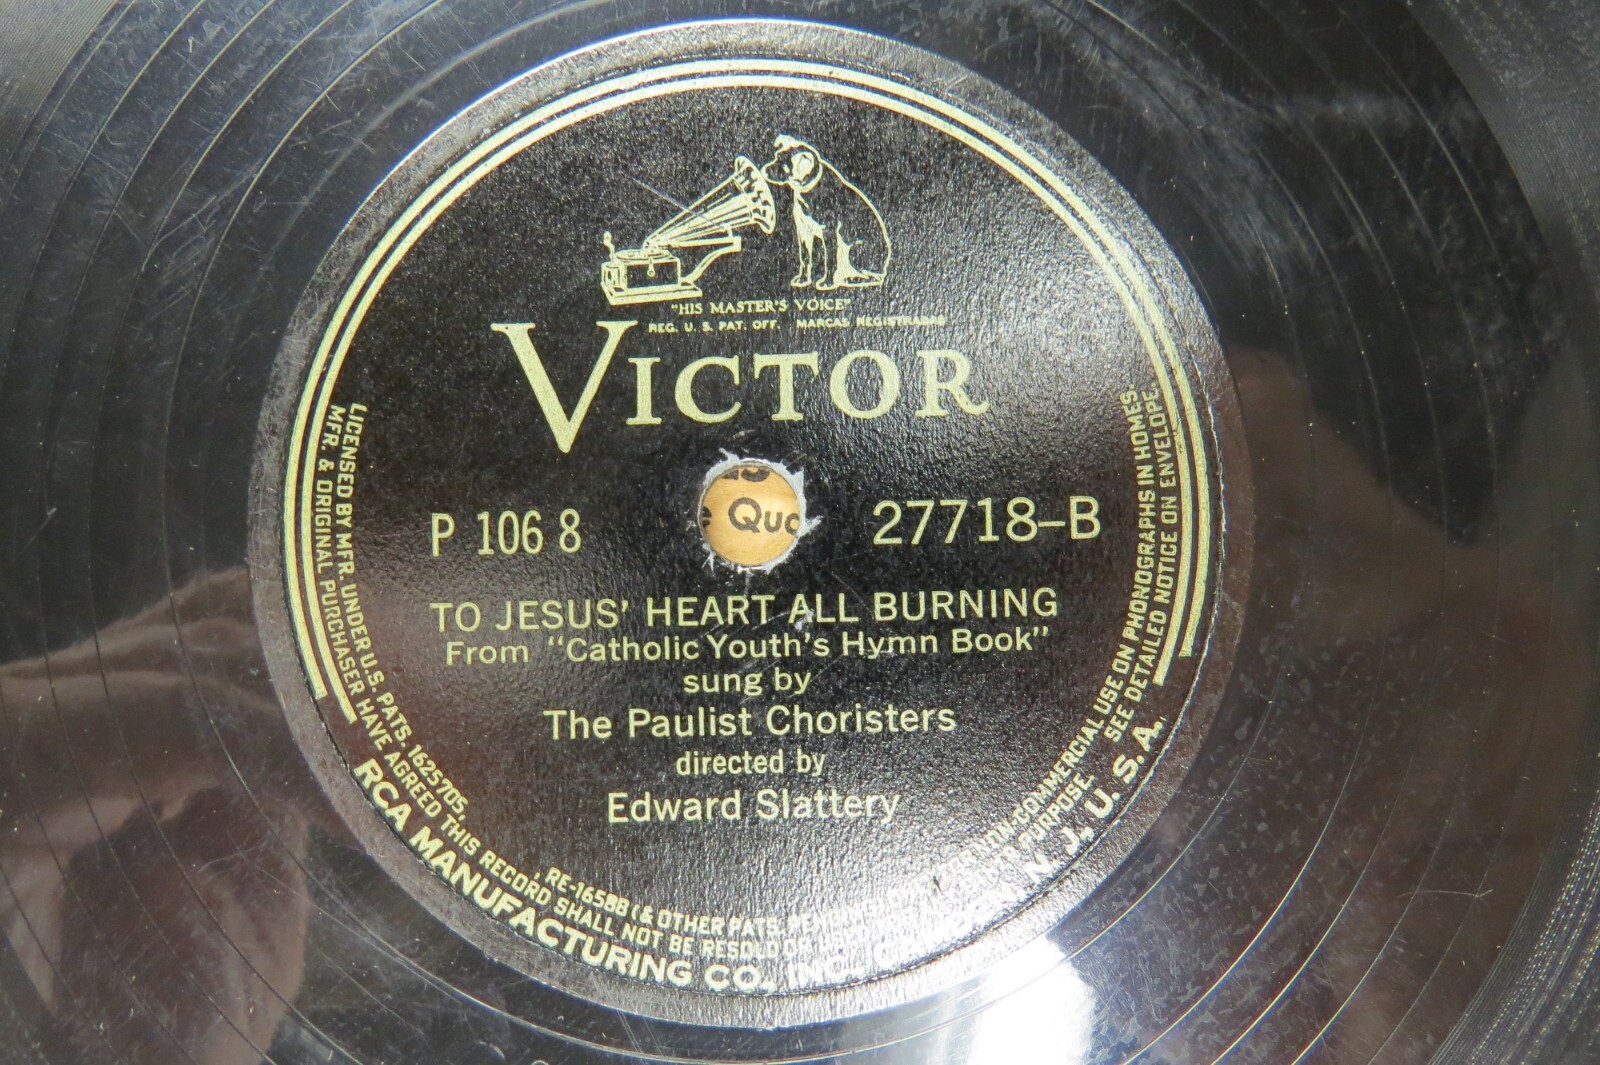 "HIS MASTER'S VOICE"
REG. U. S. PAT. OFF. MARCAS REGISTRADAS
VICTOR
Quo
P 106 8
27718-B
TO JESUS' HEART ALL BURNING
From "Catholic Youth's Hymn Book"
sung by
The Paulist Choristers
directed by
Edward Slattery
LICENSED BY MFR. UNDER U.S. PATS. 1625705, RE-16588 (& OTHER PATS. PENDING)
MFR. & ORIGINAL PURCHASER HAVE AGREED THIS RECORD SHALL NOT BE RESOLD OR
NON-COMMERCIAL USE ON PHONOGRAPHS IN HOMES.
PURPOSE. SEE DETAILED NOTICE ON ENVELOPE.
RCA MANUFACTURING CO., INC. N. J., U. S. A.